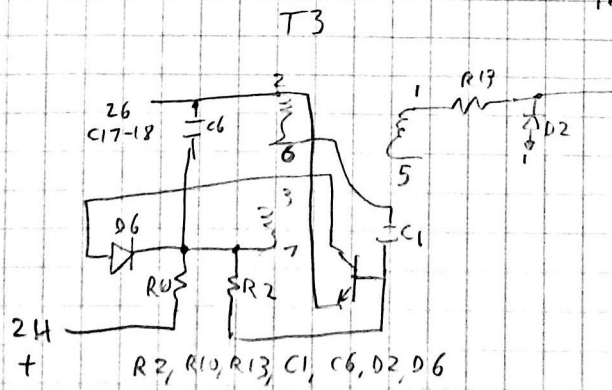 T3
2
1
R13
26
C17-18
C6
D2
6
5
3
D6
C1
7
R10
R2
2H
+
R2, R10, R13, C1, C6, D2, D6